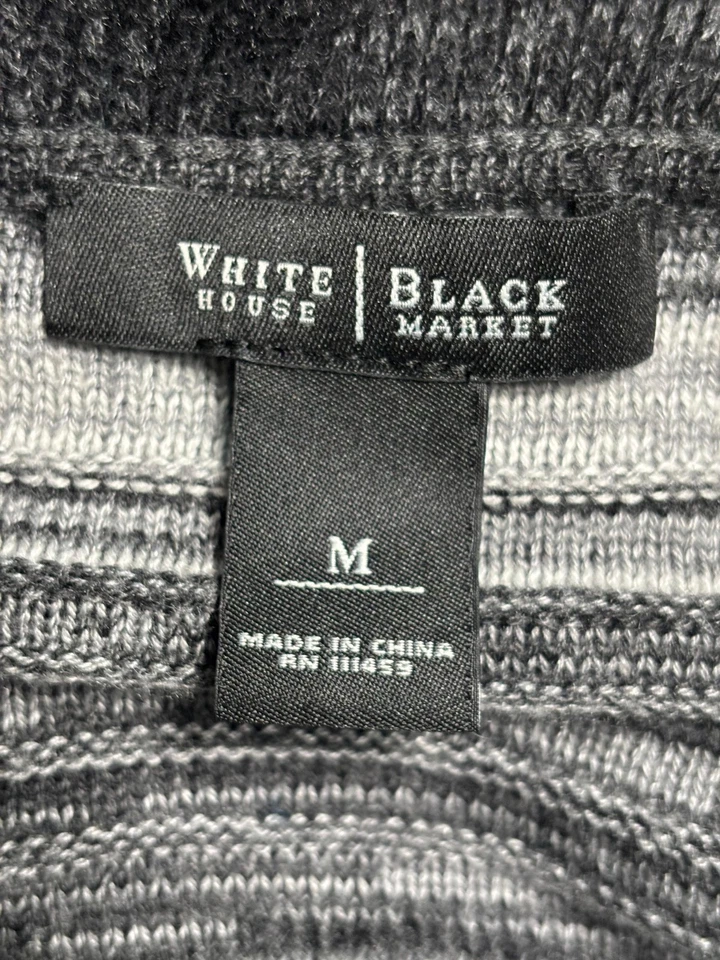 WHITE HOUSE | BLACK MARKET
M
MADE IN CHINA
RN 111459